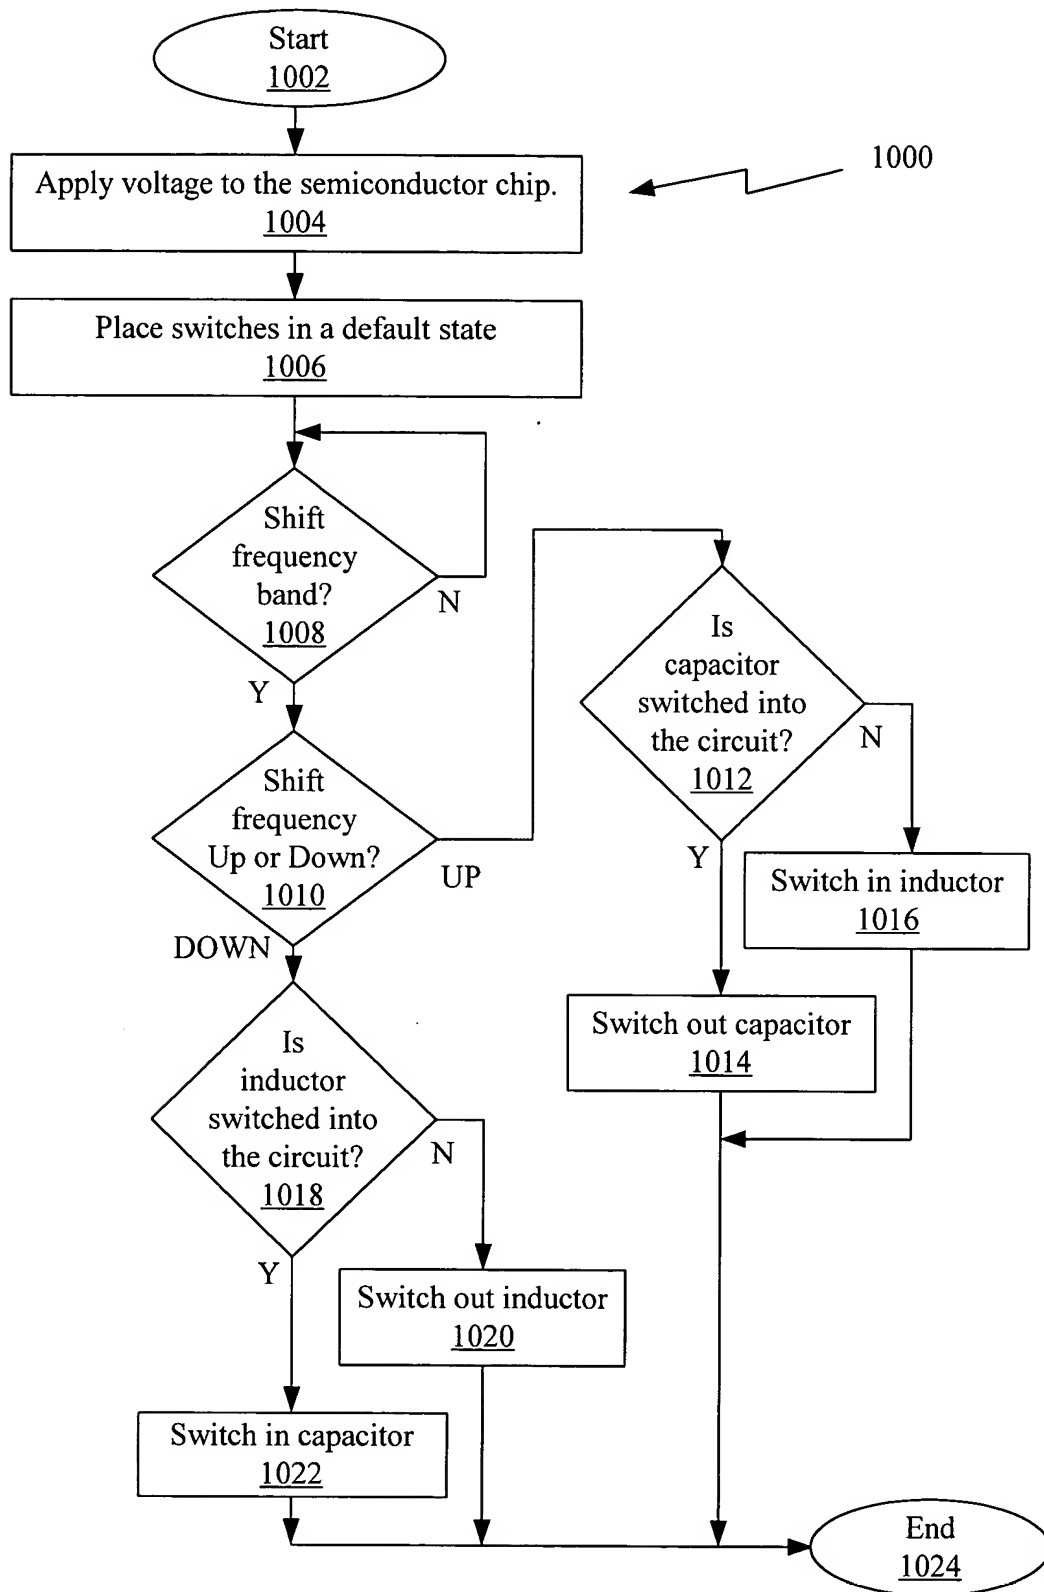 Start
1002
1000
Apply voltage to the semiconductor chip.
1004
Place switches in a default state
1006
Shift
frequency
band?
1008
N
Y
Shift
frequency
Up or Down?
1010
UP
DOWN
Is
capacitor
switched into
the circuit?
1012
N
Y
Switch in inductor
1016
Switch out capacitor
1014
Is
inductor
switched into
the circuit?
1018
N
Y
Switch out inductor
1020
Switch in capacitor
1022
End
1024